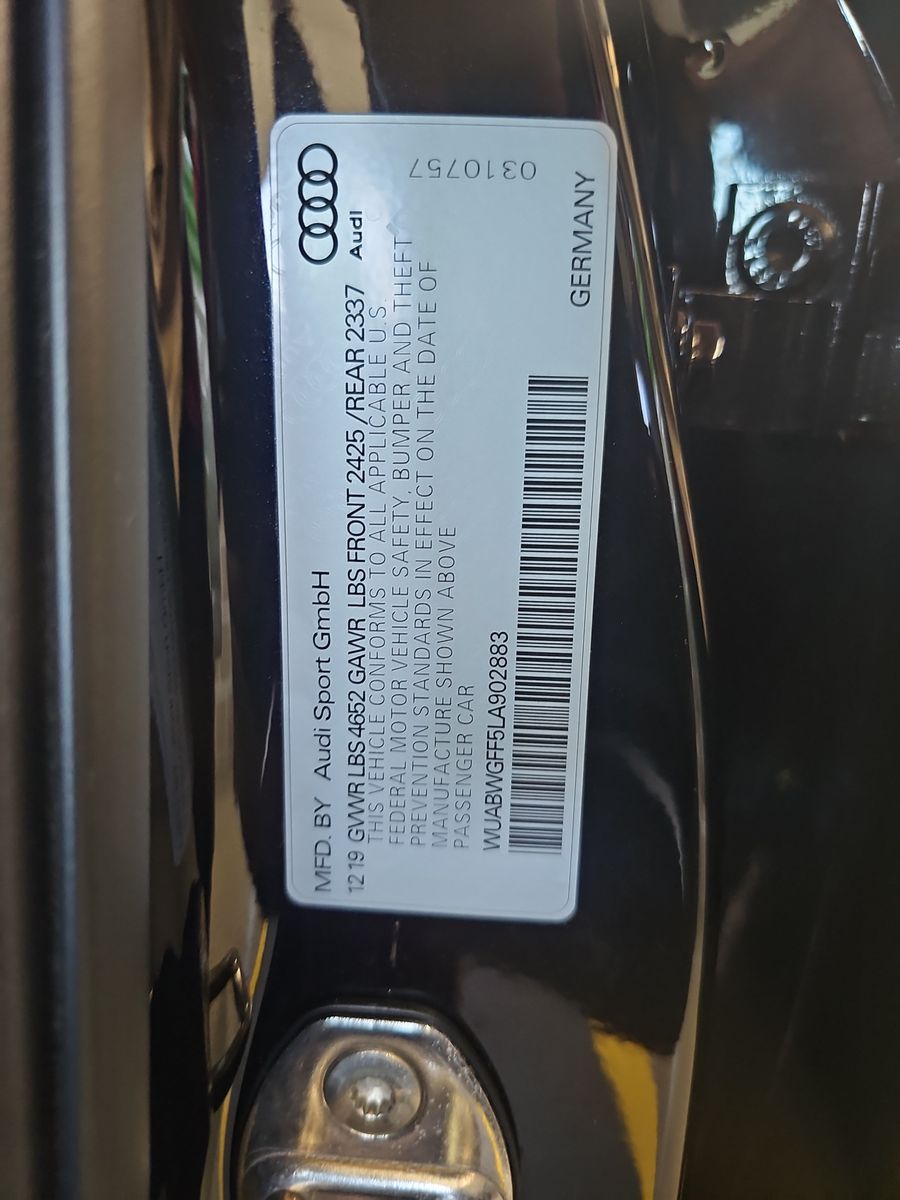 MFD. BY Audi Sport GmbH
Audi
12 19 GVWR LBS 4652 GAWR LBS FRONT 2425 /REAR 2337
THIS VEHICLE CONFORMS TO ALL APPLICABLE U.S.
FEDERAL MOTOR VEHICLE SAFETY, BUMPER AND THEFT
PREVENTION STANDARDS IN EFFECT ON THE DATE OF
MANUFACTURE SHOWN ABOVE
PASSENGER CAR
WUABWGFF5LA902883
0310757
GERMANY